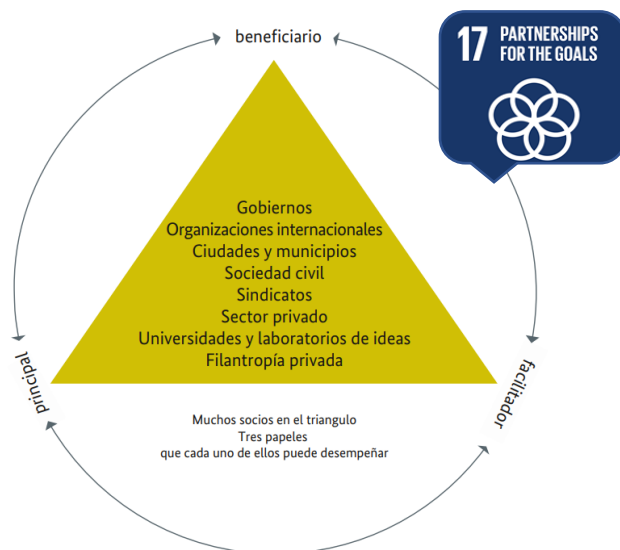 beneficiario
17 PARTNERSHIPS
FOR THE GOALS
Gobiernos
Organizaciones internacionales
Ciudades y municipios
Sociedad civil
Sindicatos
Sector privado
Universidades y laboratorios de ideas
Filantropía privada
principal
facilitador
Muchos socios en el triangulo
Tres papeles
que cada uno de ellos puede desempeñar